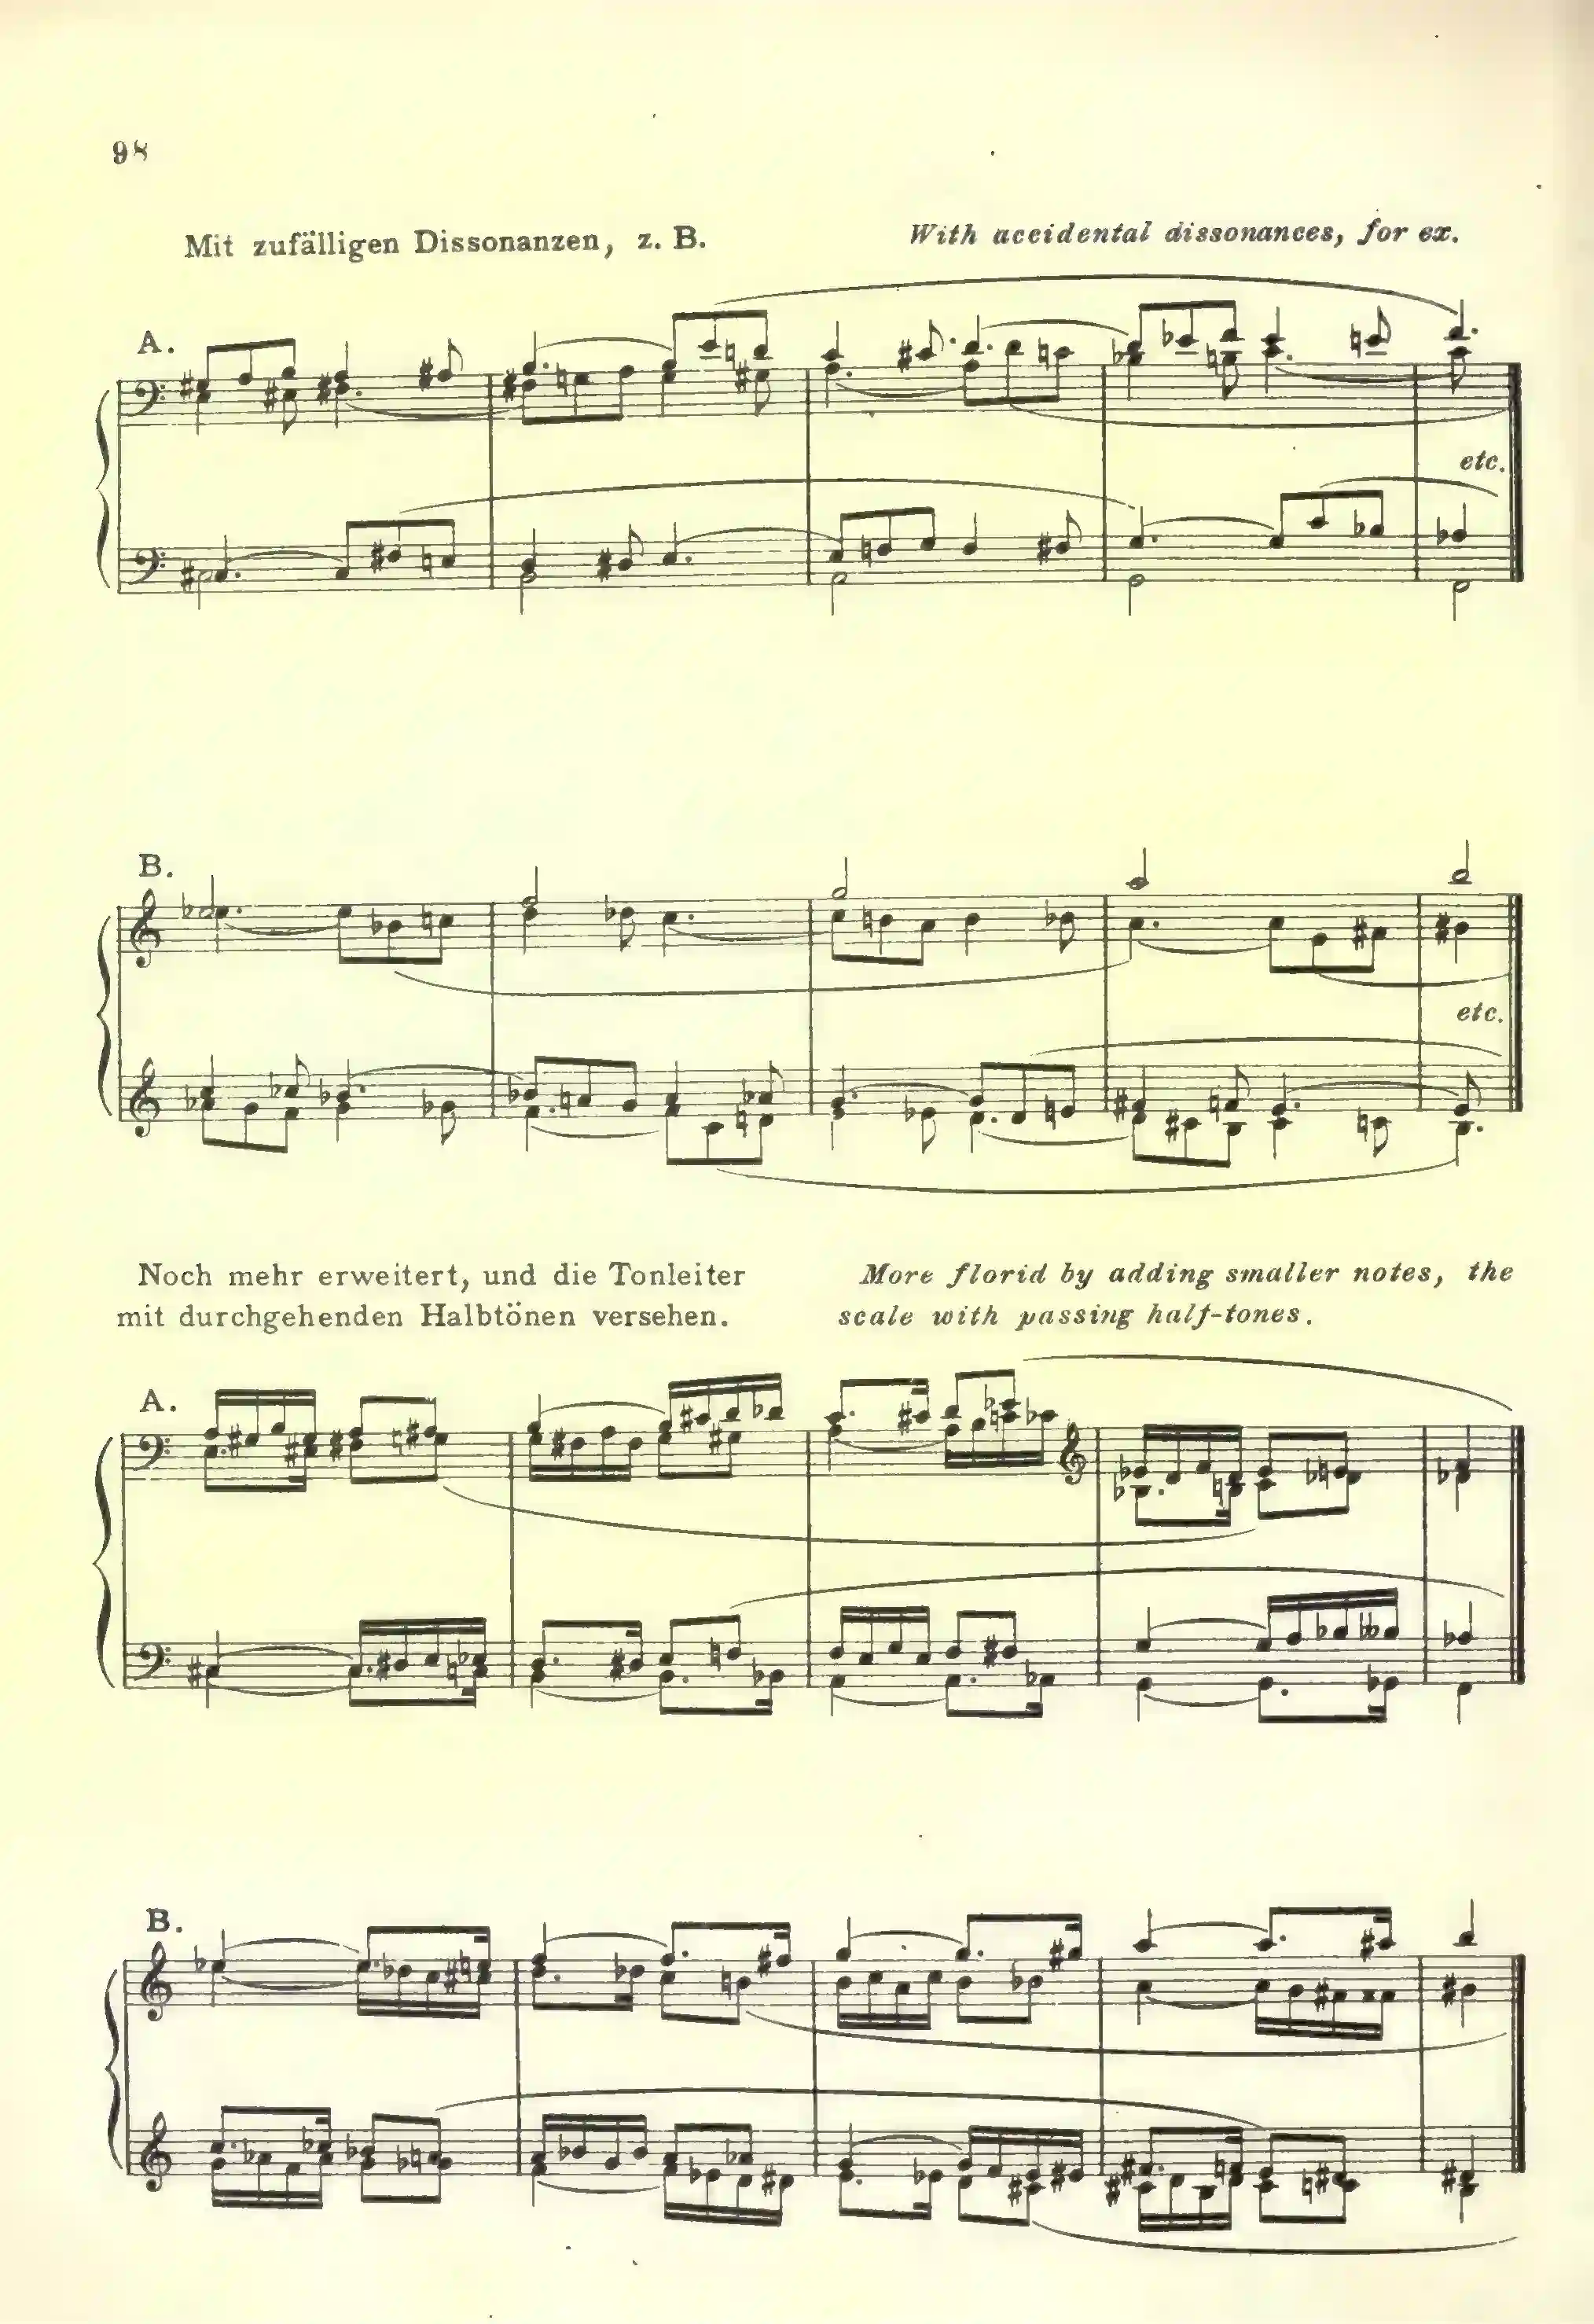 98
Mit zufälligen Dissonanzen, z. B.
With accidental dissonances, for ex.
A.
etc.
B.
etc.
Noch mehr erweitert, und die Tonleiter
mit durchgehenden Halbtönen versehen.
More florid by adding smaller notes, the
scale with passing half-tones.
A.
B.